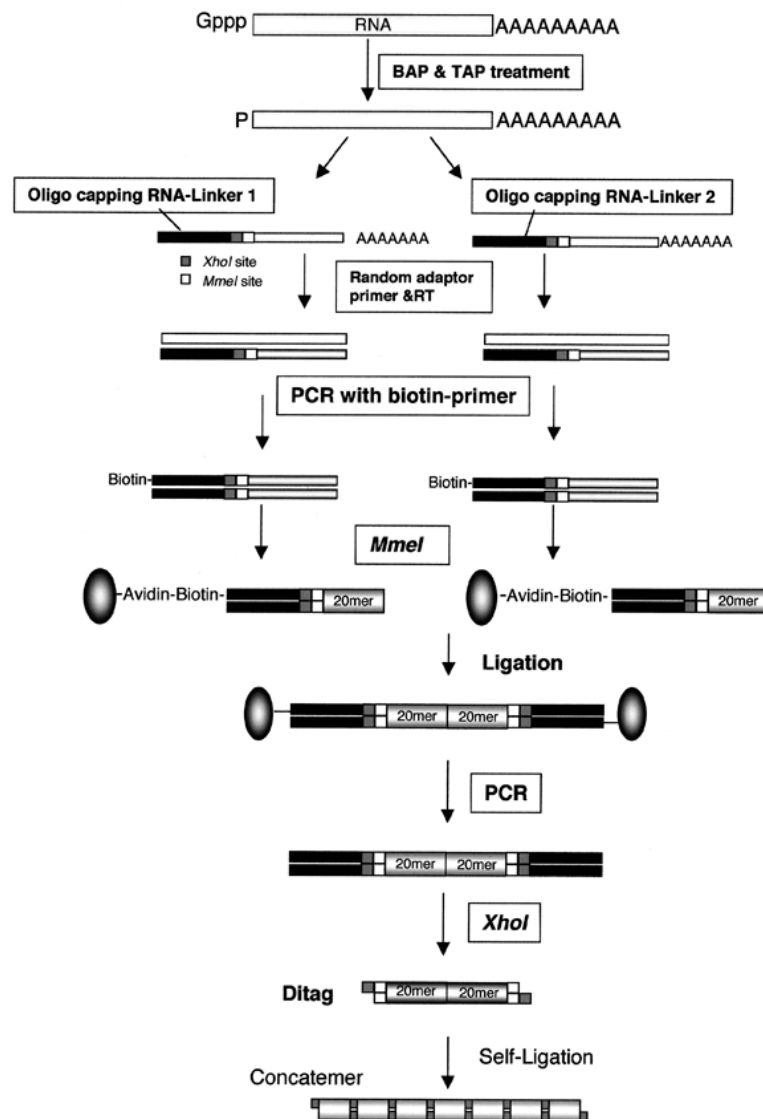 Gppp RNA AAAAAAAAA
BAP & TAP treatment
P AAAAAAAAA
Oligo capping RNA-Linker 1
Oligo capping RNA-Linker 2
AAAAAAA AAAAAAA
XhoI site
MmeI site
Random adaptor
primer &RT
PCR with biotin-primer
Biotin- Biotin-
MmeI
-Avidin-Biotin- 20mer -Avidin-Biotin- 20mer
Ligation
20mer 20mer
PCR
20mer 20mer
XhoI
Ditag 20mer 20mer
Self-Ligation
Concatemer